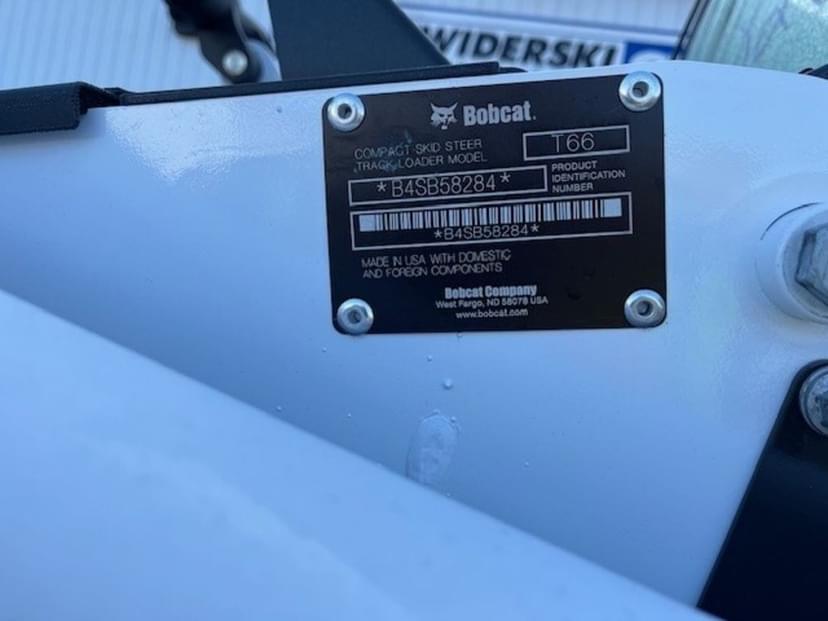 WIDERSKI
Bobcat.
COMPACT SKID STEER
TRACK LOADER MODEL
T66
*B4SB58284*
PRODUCT
IDENTIFICATION
NUMBER
*B4SB58284*
MADE IN USA WITH DOMESTIC
AND FOREIGN COMPONENTS
Bobcat Company
West Fargo, ND 58078 USA
www.bobcat.com